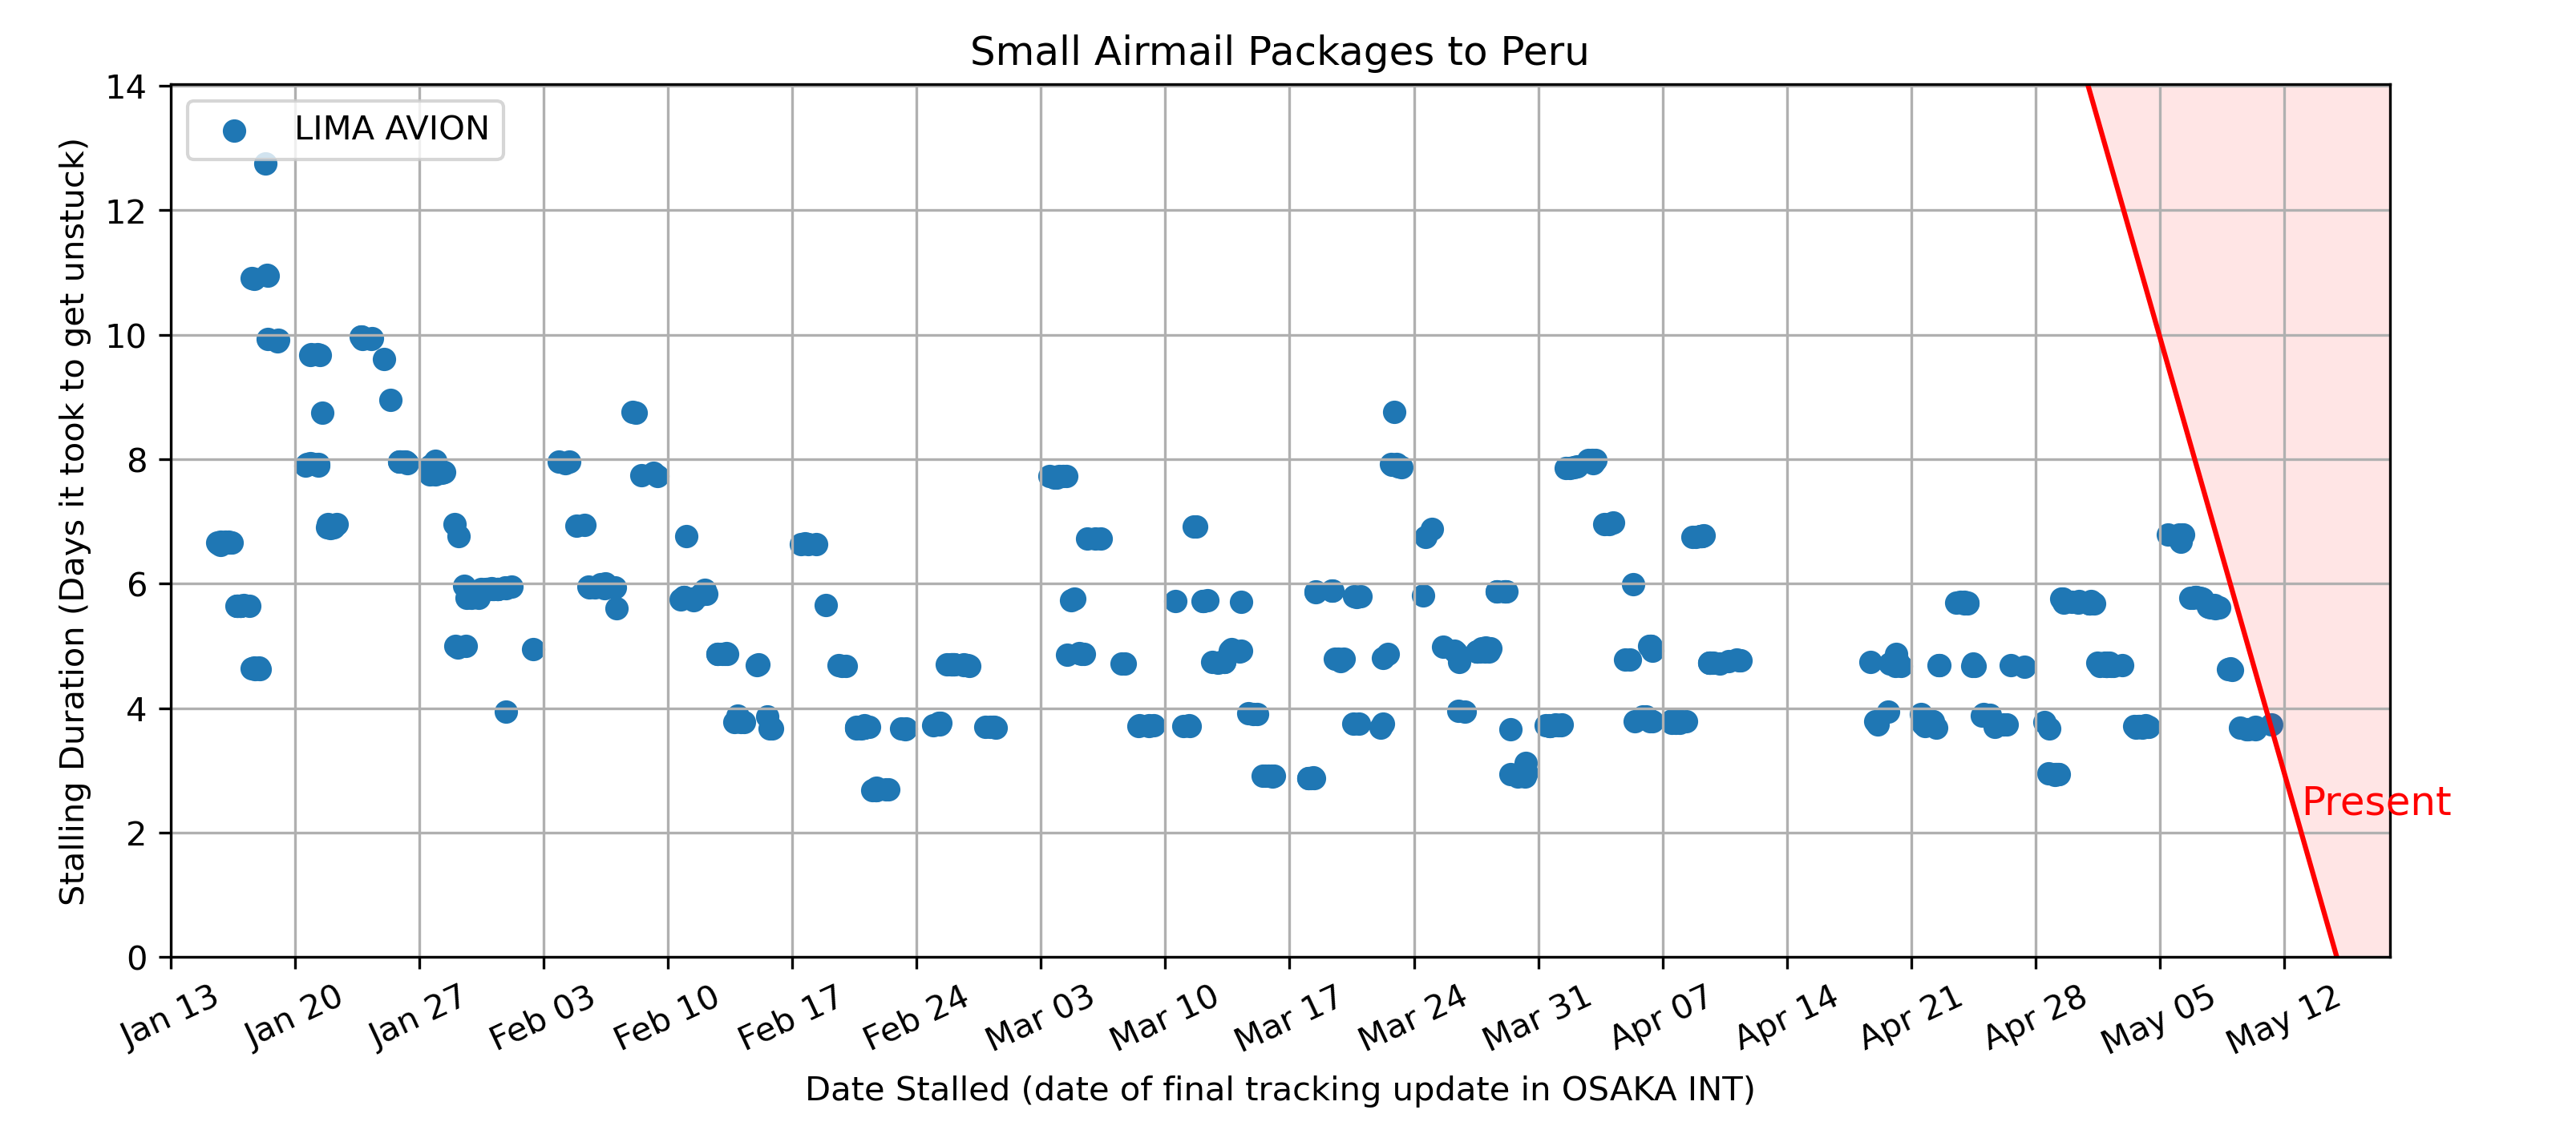 Small Airmail Packages to Peru
LIMA AVION
Stalling Duration (Days it took to get unstuck)
14
12
10
8
6
4
2
0
Present
Jan 13
Jan 20
Jan 27
Feb 03
Feb 10
Feb 17
Feb 24
Mar 03
Mar 10
Mar 17
Mar 24
Mar 31
Apr 07
Apr 14
Apr 21
Apr 28
May 05
May 12
Date Stalled (date of final tracking update in OSAKA INT)